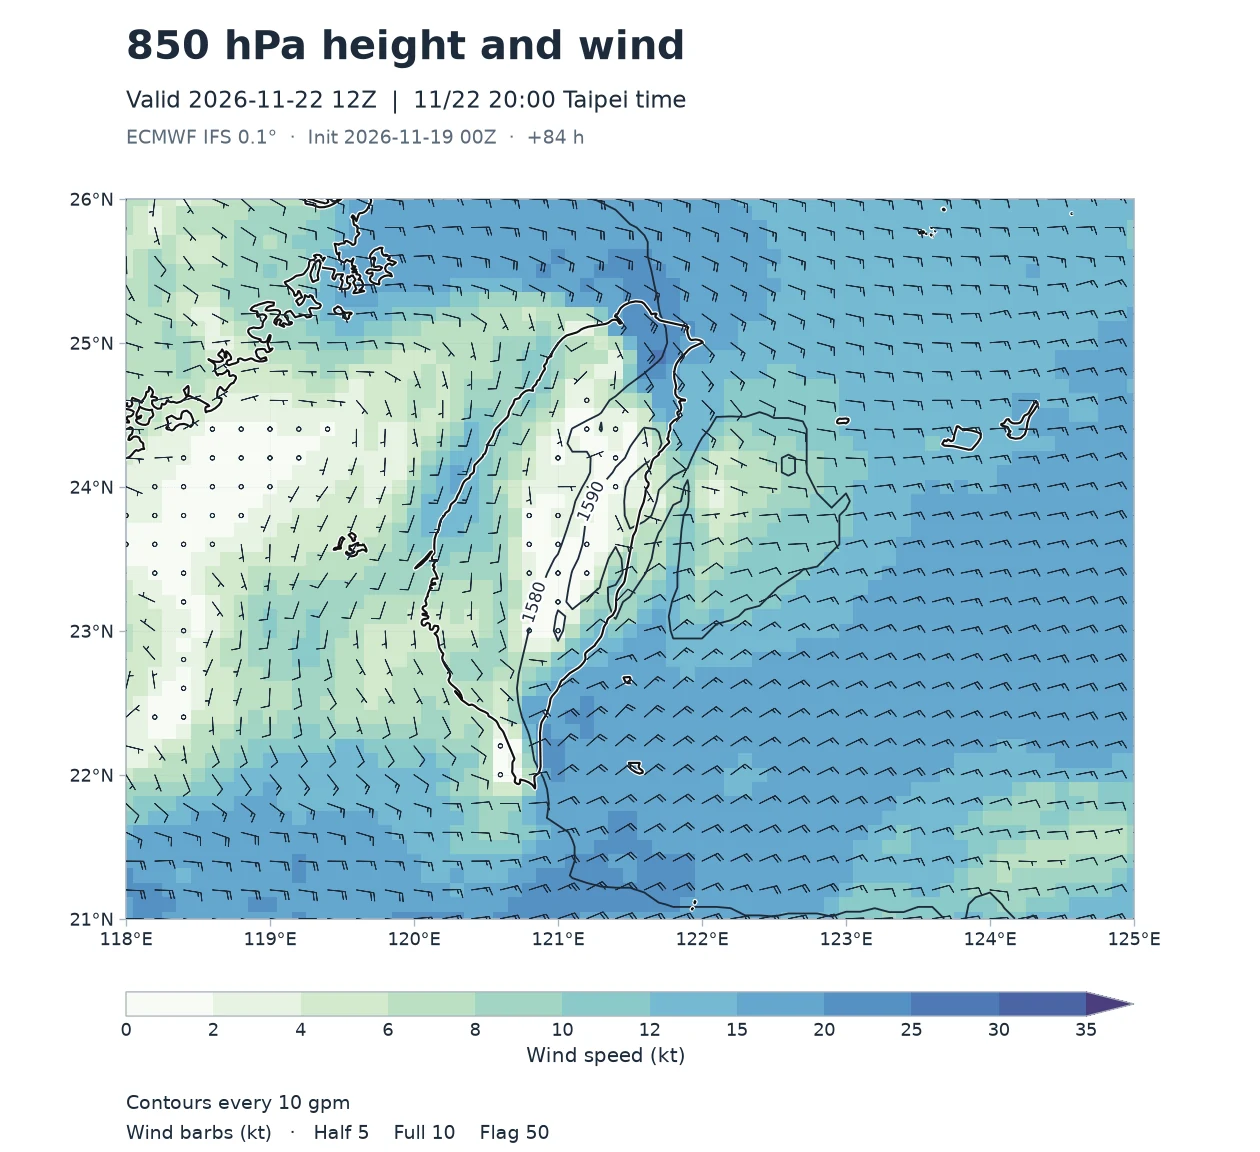 850 hPa height and wind
Valid 2026-11-22 12Z | 11/22 20:00 Taipei time
ECMWF IFS 0.1° · Init 2026-11-19 00Z · +84 h
26°N
25°N
24°N
23°N
22°N
21°N
1590
1580
118°E 119°E 120°E 121°E 122°E 123°E 124°E 125°E
0 2 4 6 8 10 12 15 20 25 30 35
Wind speed (kt)
Contours every 10 gpm
Wind barbs (kt) · Half 5 Full 10 Flag 50